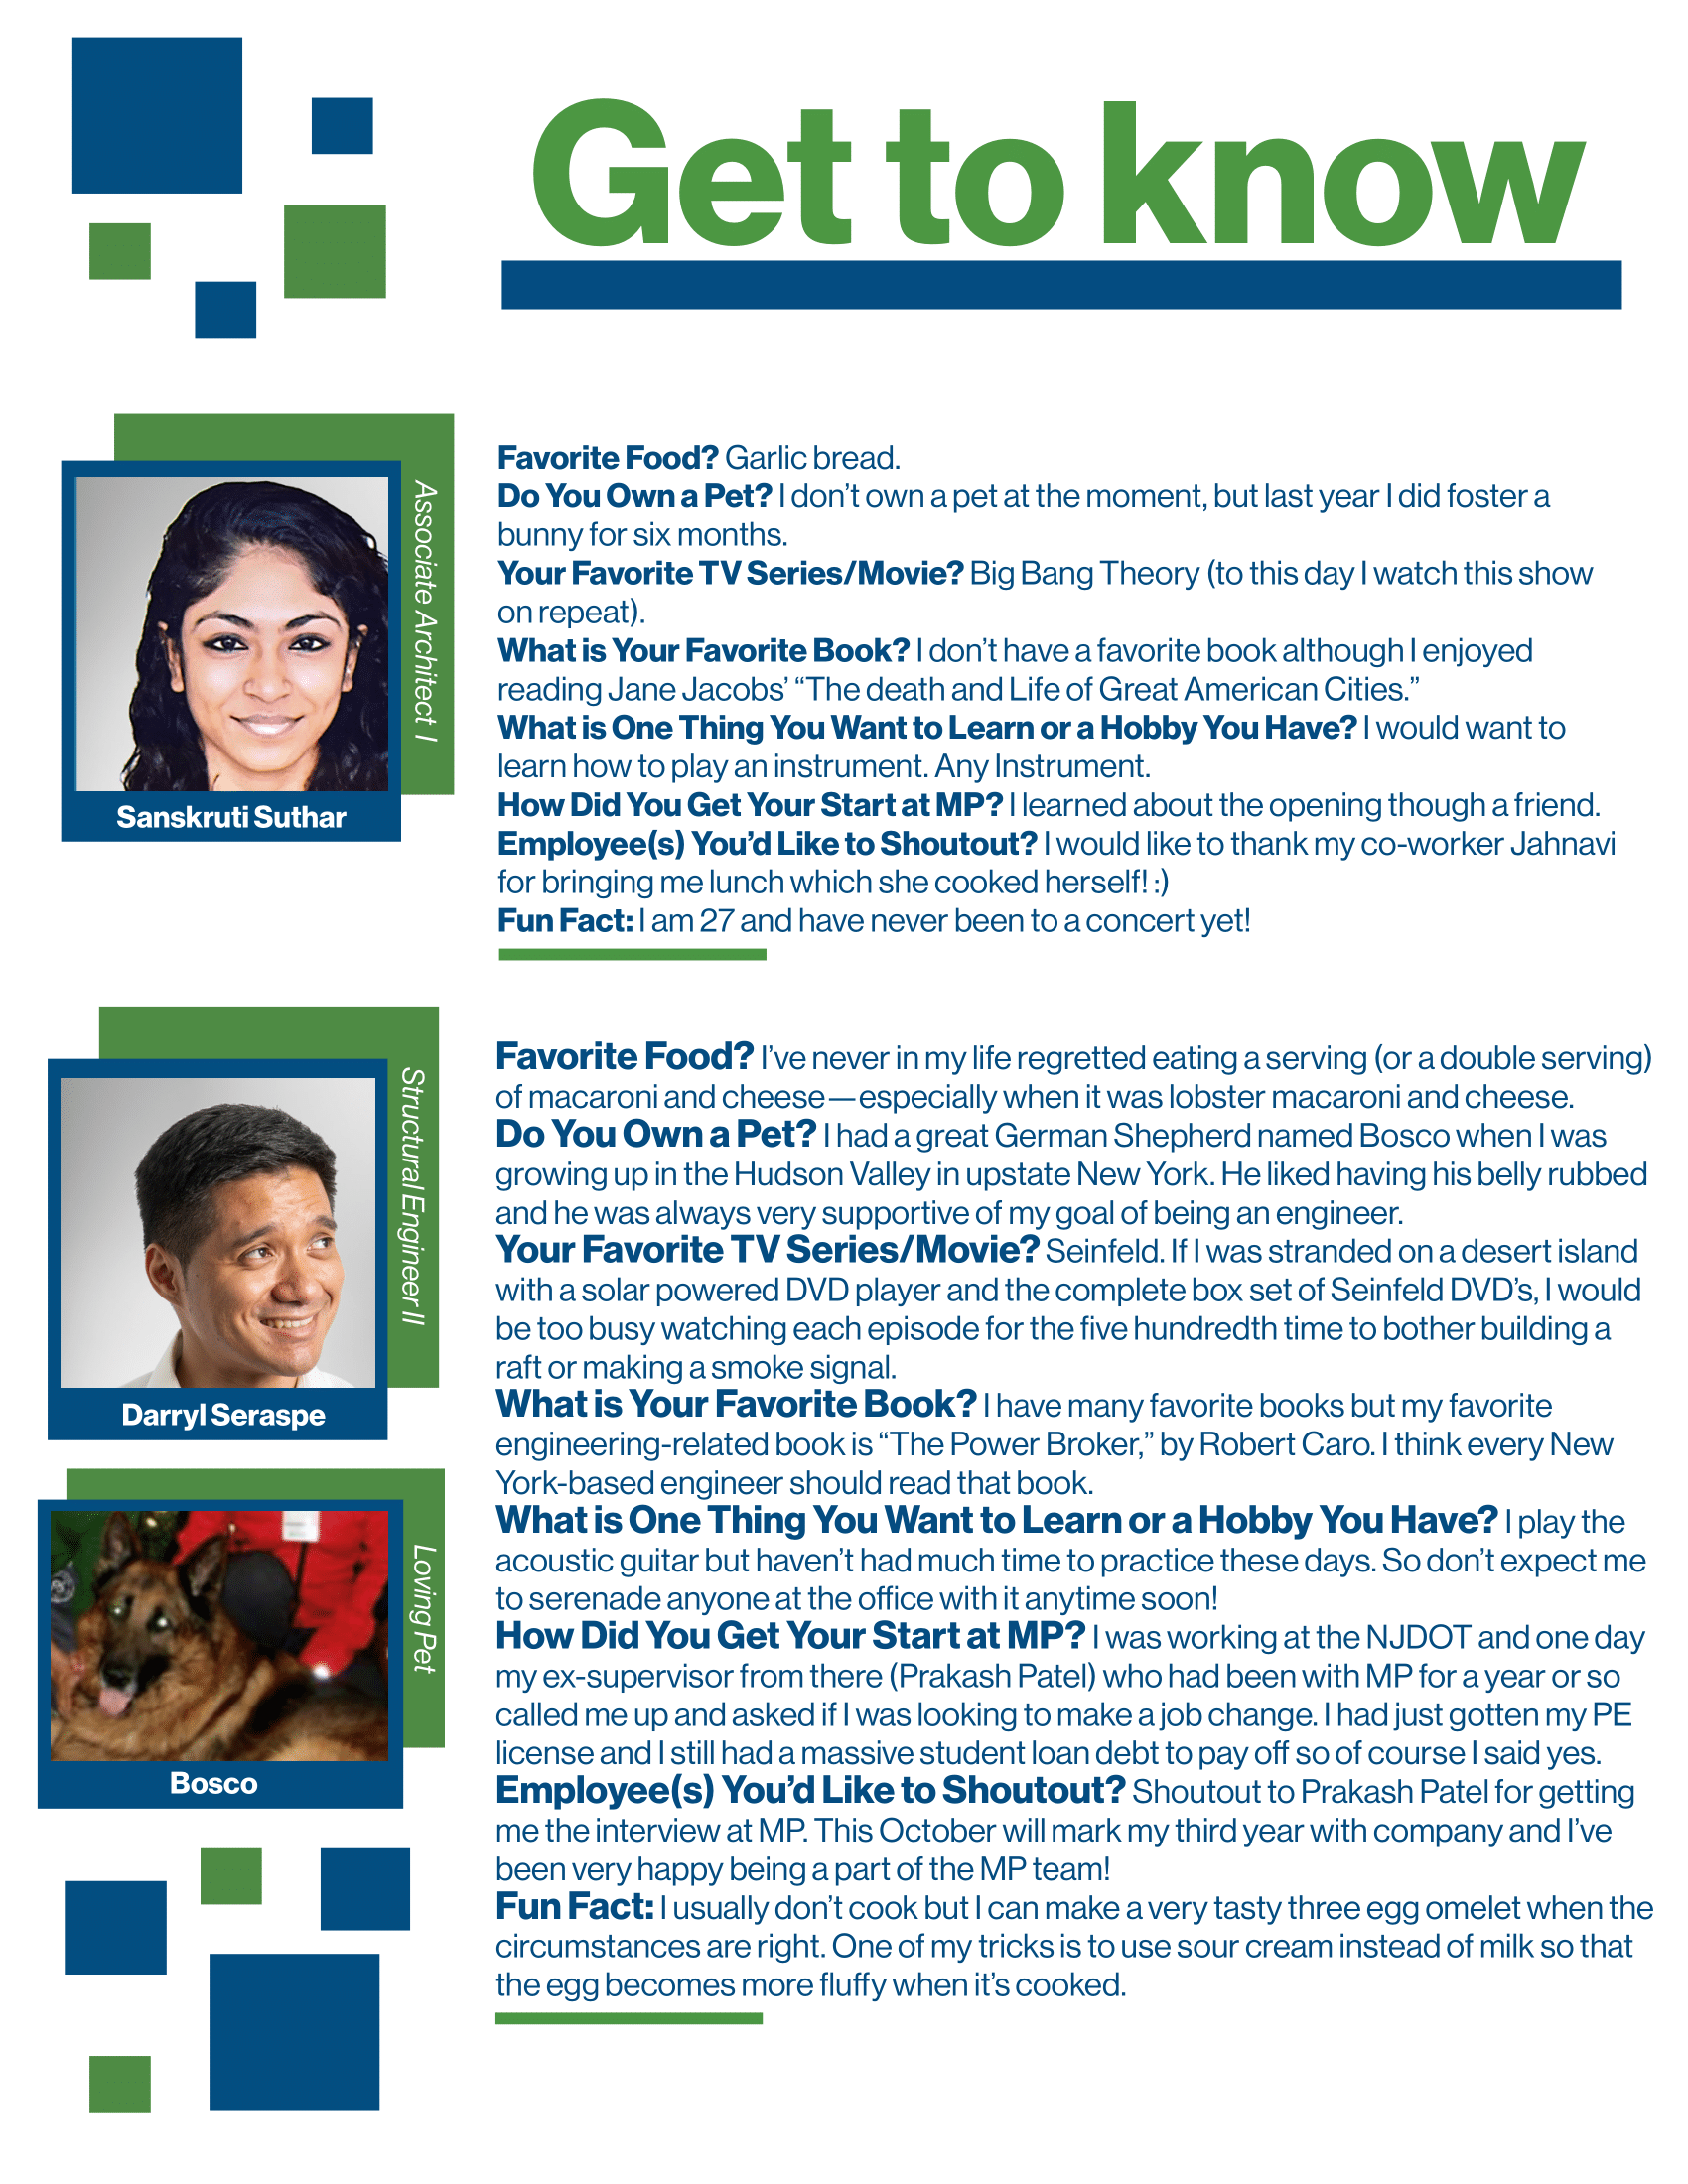 Get to know
Associate Architect I
Sanskruti Suthar
Favorite Food? Garlic bread.
Do You Own a Pet? I don't own a pet at the moment, but last year I did foster a
bunny for six months.
Your Favorite TV Series/Movie? Big Bang Theory (to this day I watch this show
on repeat).
What is Your Favorite Book? I don't have a favorite book although I enjoyed
reading Jane Jacobs' “The death and Life of Great American Cities.”
What is One Thing You Want to Learn or a Hobby You Have? I would want to
learn how to play an instrument. Any Instrument.
How Did You Get Your Start at MP? I learned about the opening though a friend.
Employee(s) You'd Like to Shoutout? I would like to thank my co-worker Jahnavi
for bringing me lunch which she cooked herself! :)
Fun Fact: I am 27 and have never been to a concert yet!
Structural Engineer II
Darryl Seraspe
Loving Pet
Bosco
Favorite Food? I've never in my life regretted eating a serving (or a double serving)
of macaroni and cheese—especially when it was lobster macaroni and cheese.
Do You Own a Pet? I had a great German Shepherd named Bosco when I was
growing up in the Hudson Valley in upstate New York. He liked having his belly rubbed
and he was always very supportive of my goal of being an engineer.
Your Favorite TV Series/Movie? Seinfeld. If I was stranded on a desert island
with a solar powered DVD player and the complete box set of Seinfeld DVD's, I would
be too busy watching each episode for the five hundredth time to bother building a
raft or making a smoke signal.
What is Your Favorite Book? I have many favorite books but my favorite
engineering-related book is “The Power Broker,” by Robert Caro. I think every New
York-based engineer should read that book.
What is One Thing You Want to Learn or a Hobby You Have? I play the
acoustic guitar but haven't had much time to practice these days. So don't expect me
to serenade anyone at the office with it anytime soon!
How Did You Get Your Start at MP? I was working at the NJDOT and one day
my ex-supervisor from there (Prakash Patel) who had been with MP for a year or so
called me up and asked if I was looking to make a job change. I had just gotten my PE
license and I still had a massive student loan debt to pay off so of course I said yes.
Employee(s) You'd Like to Shoutout? Shoutout to Prakash Patel for getting
me the interview at MP. This October will mark my third year with company and I've
been very happy being a part of the MP team!
Fun Fact: I usually don't cook but I can make a very tasty three egg omelet when the
circumstances are right. One of my tricks is to use sour cream instead of milk so that
the egg becomes more fluffy when it's cooked.